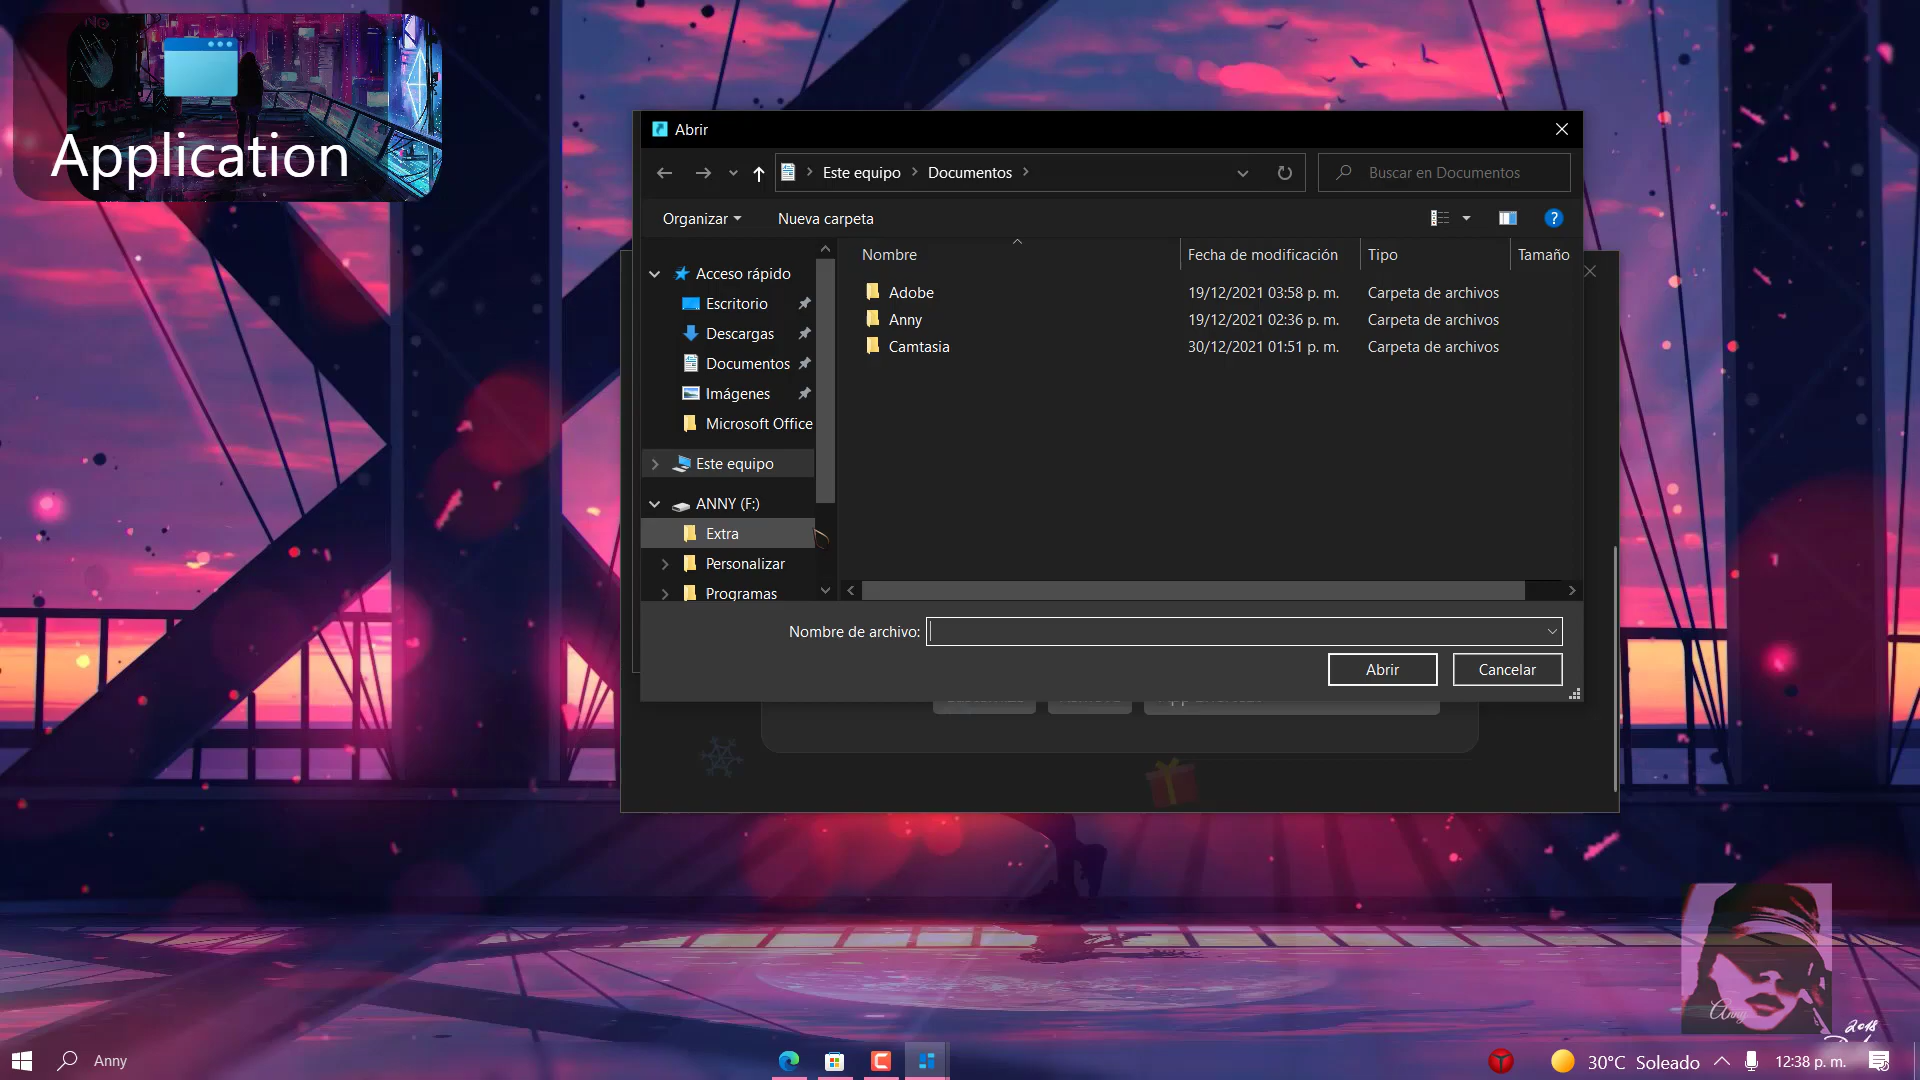 FUTURE
Application
Abrir
Este equipo
Documentos
Buscar en Documentos
Organizar
Nueva carpeta
Nombre
Fecha de modificación
Tipo
Tamaño
Acceso rápido
Escritorio
Descargas
Documentos
Imágenes
Microsoft Office
Este equipo
ANNY (F:)
Extra
Personalizar
Programas
Adobe
19/12/2021 03:58 p. m.
Carpeta de archivos
Anny
19/12/2021 02:36 p. m.
Carpeta de archivos
Camtasia
30/12/2021 01:51 p. m.
Carpeta de archivos
Nombre de archivo:
Abrir
Cancelar
Anny
2018
Anny
30°C Soleado
12:38 p. m.